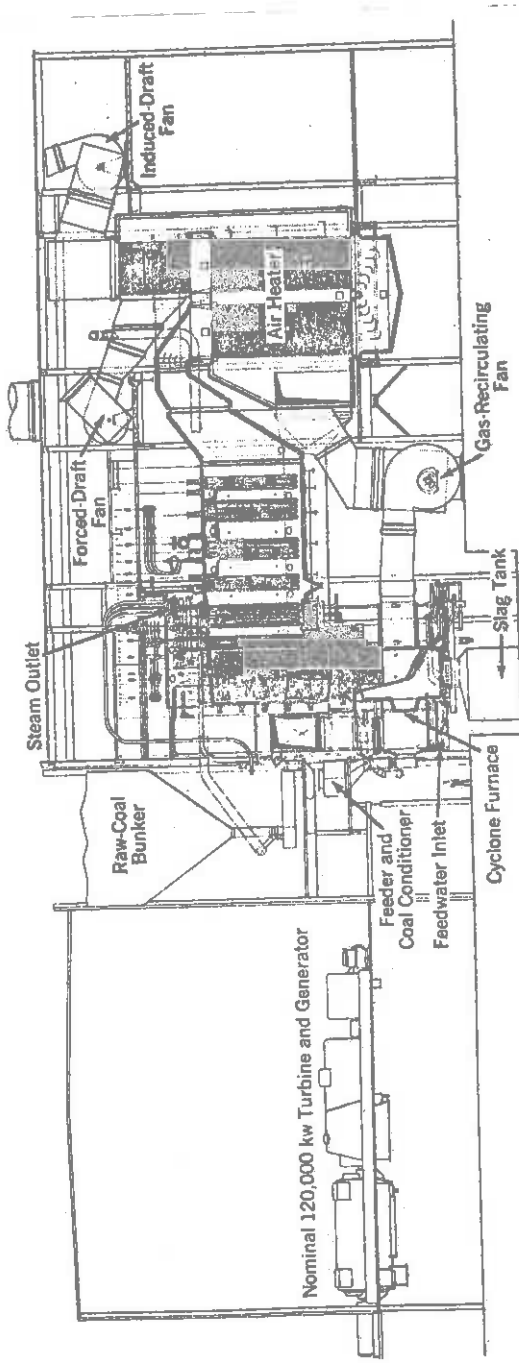 Steam Outlet
Forced-Draft
Fan
Induced-Draft
Fan
Raw-Coal
Bunker
Air Heater
Nominal 120,000 kw Turbine and Generator
Feeder and
Coal Conditioner
Feedwater Inlet
Cyclone Furnace
Slag Tank
Gas-Recirculating
Fan